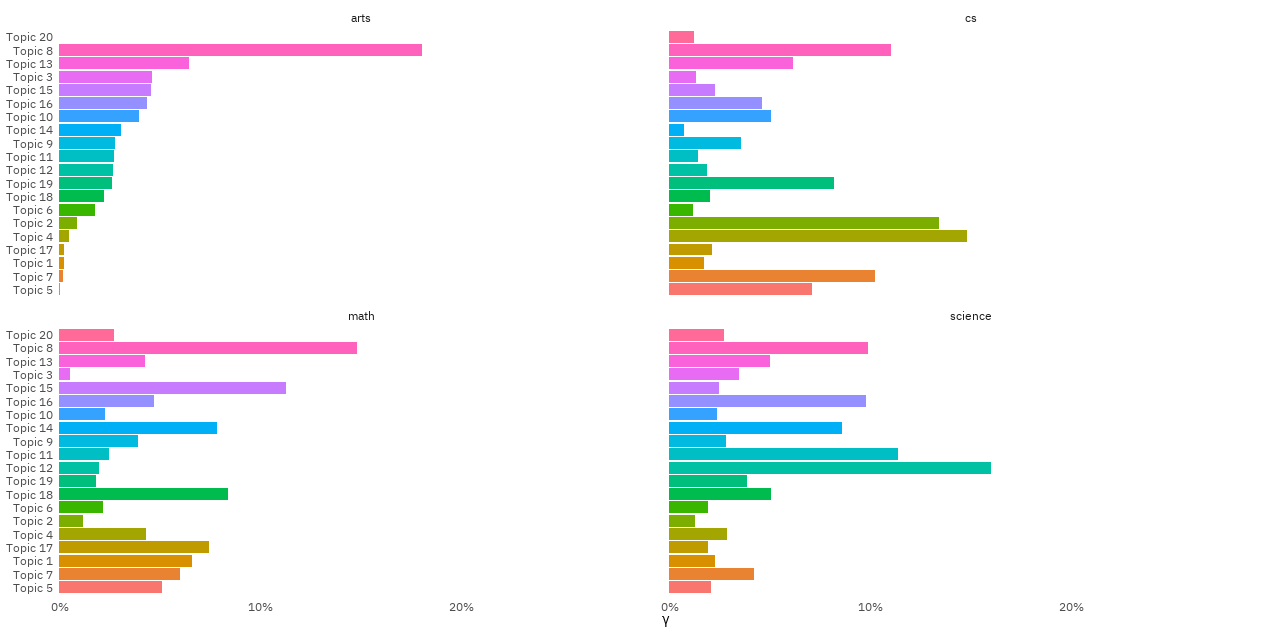 arts
cs
Topic 20
Topic 8
Topic 13
Topic 3
Topic 15
Topic 16
Topic 10
Topic 14
Topic 9
Topic 11
Topic 12
Topic 19
Topic 18
Topic 6
Topic 2
Topic 4
Topic 17
Topic 1
Topic 7
Topic 5
math
science
Topic 20
Topic 8
Topic 13
Topic 3
Topic 15
Topic 16
Topic 10
Topic 14
Topic 9
Topic 11
Topic 12
Topic 19
Topic 18
Topic 6
Topic 2
Topic 4
Topic 17
Topic 1
Topic 7
Topic 5
0% 10% 20%
0% 10% 20%
γ